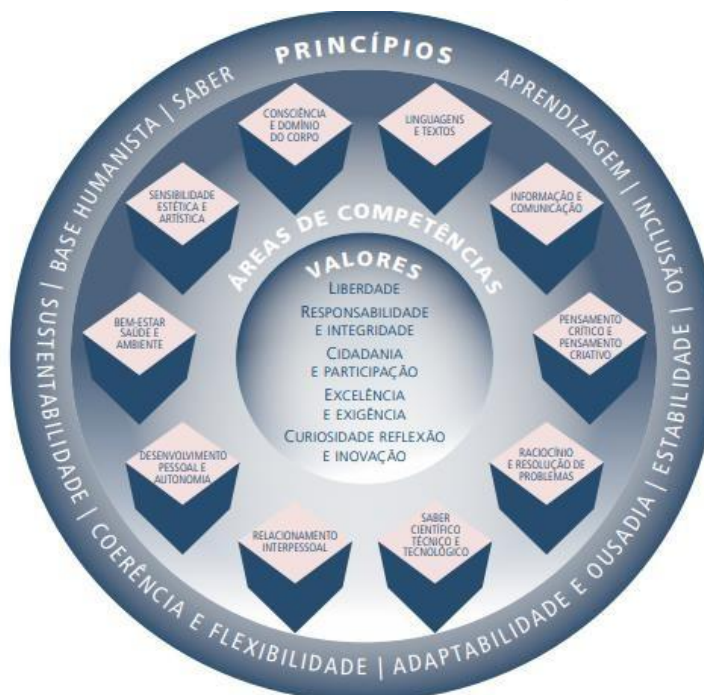 PRINCÍPIOS
APRENDIZAGEM | INCLUSÃO | ESTABILIDADE | ADAPTABILIDADE E OUSADIA | COERÊNCIA E FLEXIBILIDADE | SUSTENTABILIDADE | BASE HUMANISTA | SABER
ÁREAS DE COMPETÊNCIAS
LINGUAGENS
E TEXTOS
INFORMAÇÃO E
COMUNICAÇÃO
PENSAMENTO
CRÍTICO E
PENSAMENTO
CRIATIVO
RACIOCÍNIO
E RESOLUÇÃO DE
PROBLEMAS
SABER
CIENTÍFICO
TÉCNICO E
TECNOLÓGICO
RELACIONAMENTO
INTERPESSOAL
DESENVOLVIMENTO
PESSOAL E
AUTONOMIA
BEM-ESTAR
SAÚDE E
AMBIENTE
SENSIBILIDADE
ESTÉTICA E
ARTÍSTICA
CONSCIÊNCIA
E DOMÍNIO
DO CORPO
VALORES
LIBERDADE
RESPONSABILIDADE
E INTEGRIDADE
CIDADANIA
E PARTICIPAÇÃO
EXCELÊNCIA
E EXIGÊNCIA
CURIOSIDADE REFLEXÃO
E INOVAÇÃO